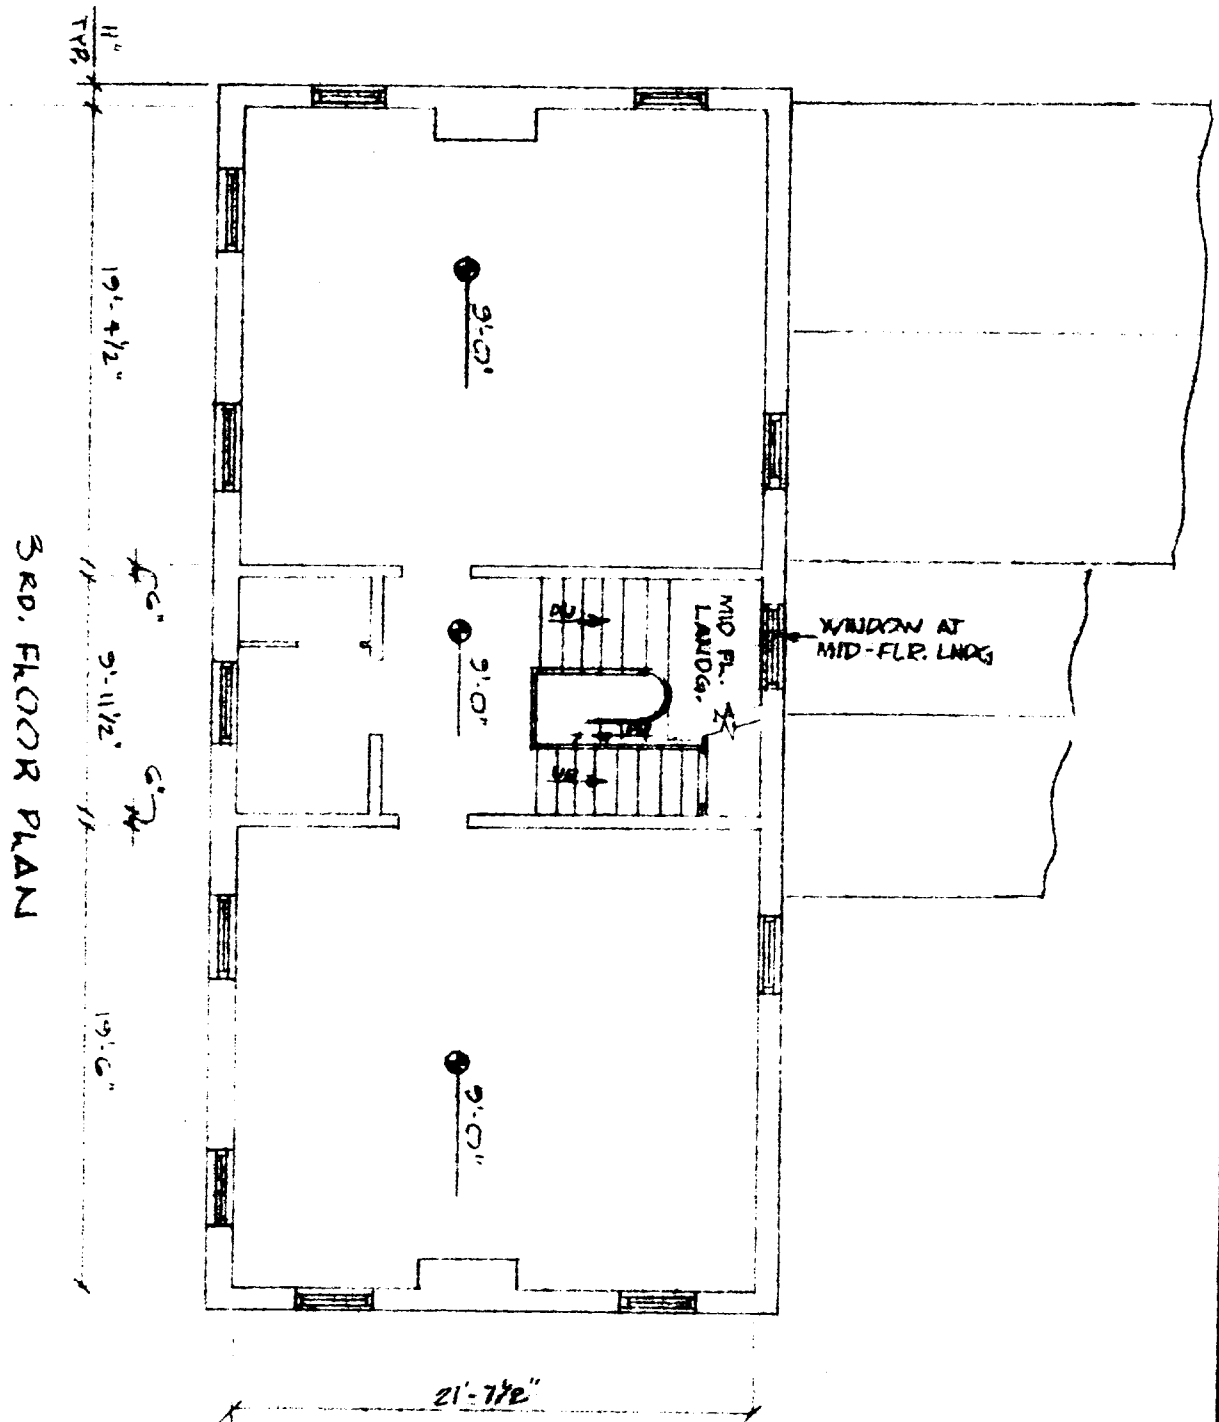 11"
TYP.
19'-4 1/2"
6"
9'-11 1/2"
6"
19'-6"
3RD. FLOOR PLAN
9'-0"
9'-0"
9'-0"
DN
UP
MID FL.
LANDG.
WINDOW AT
MID-FLR. LNDG
21'-7 1/2"